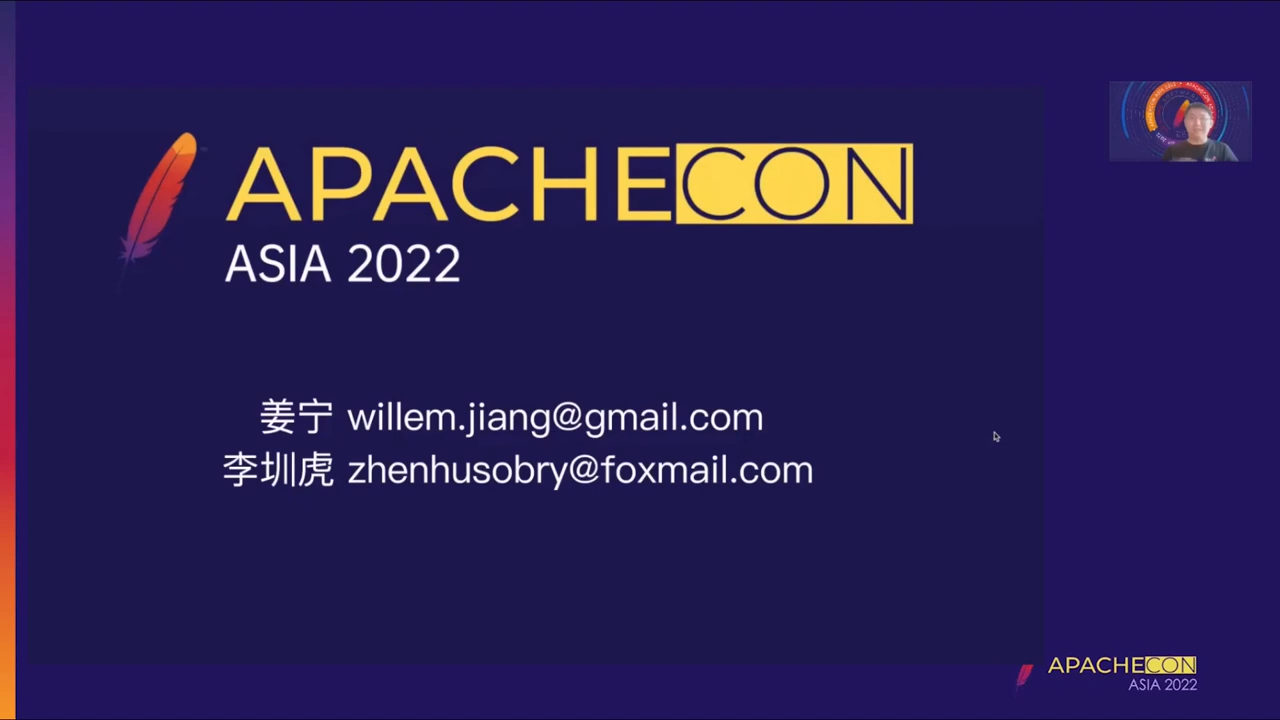 APACHECON
ASIA 2022
姜宁 willem.jiang@gmail.com
李圳虎 zhenhusobry@foxmail.com
APACHECON
ASIA 2022